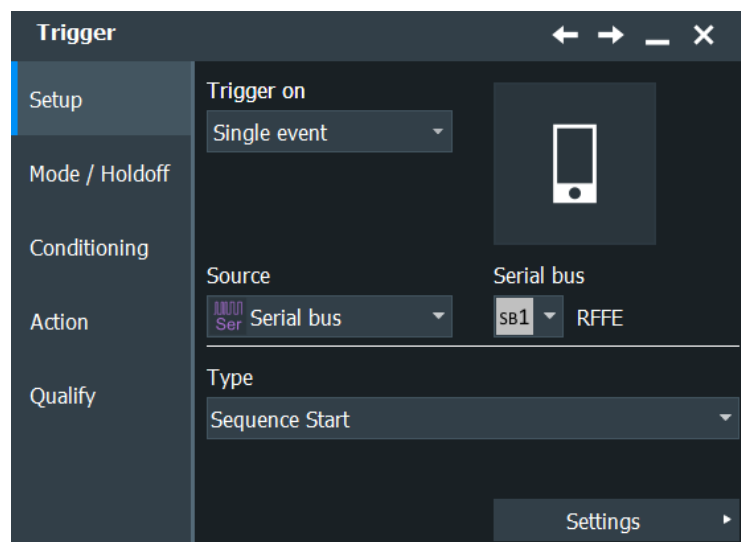 Trigger
Setup
Mode / Holdoff
Conditioning
Action
Qualify
Trigger on
Single event
Source
Serial bus
Ser Serial bus
SB1 RFFE
Type
Sequence Start
Settings